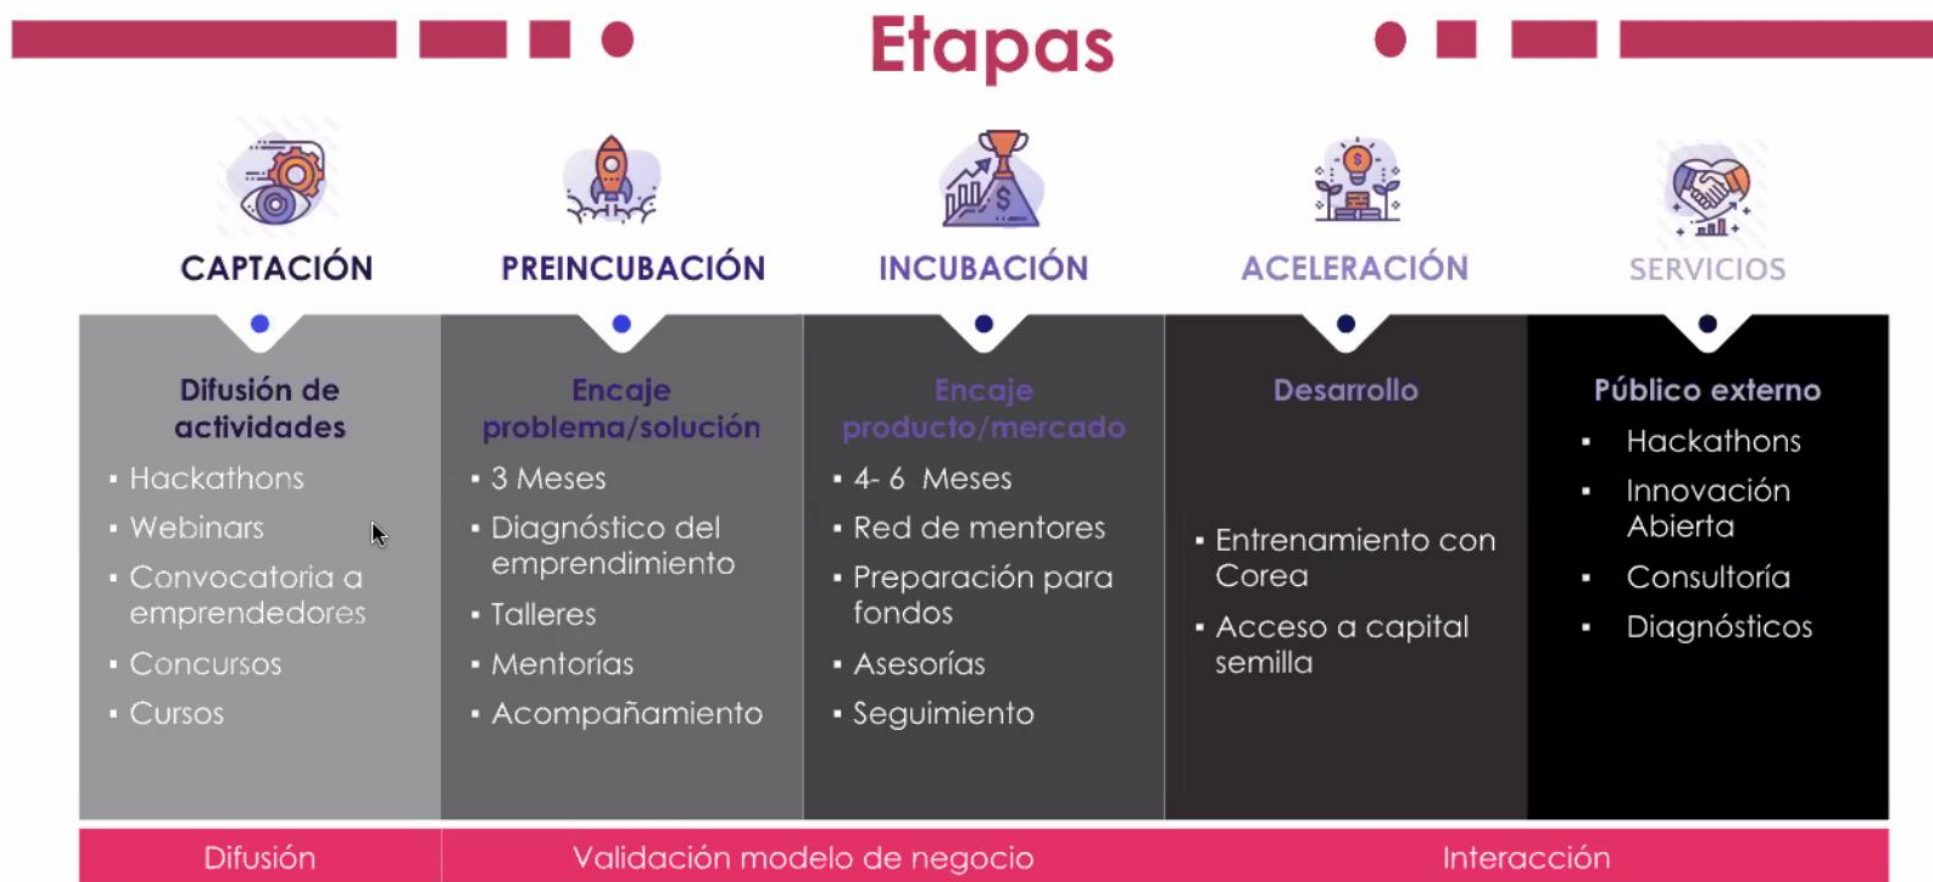 Etapas
CAPTACIÓN
Difusión de
actividades
▪ Hackathons
▪ Webinars
▪ Convocatoria a
emprendedores
▪ Concursos
▪ Cursos
PREINCUBACIÓN
Encaje
problema/solución
▪ 3 Meses
▪ Diagnóstico del
emprendimiento
▪ Talleres
▪ Mentorías
▪ Acompañamiento
INCUBACIÓN
Encaje
producto/mercado
▪ 4- 6 Meses
▪ Red de mentores
▪ Preparación para
fondos
▪ Asesorías
▪ Seguimiento
ACELERACIÓN
Desarrollo
▪ Entrenamiento con
Corea
▪ Acceso a capital
semilla
SERVICIOS
Público externo
▪ Hackathons
▪ Innovación
Abierta
▪ Consultoría
▪ Diagnósticos
Difusión
Validación modelo de negocio
Interacción